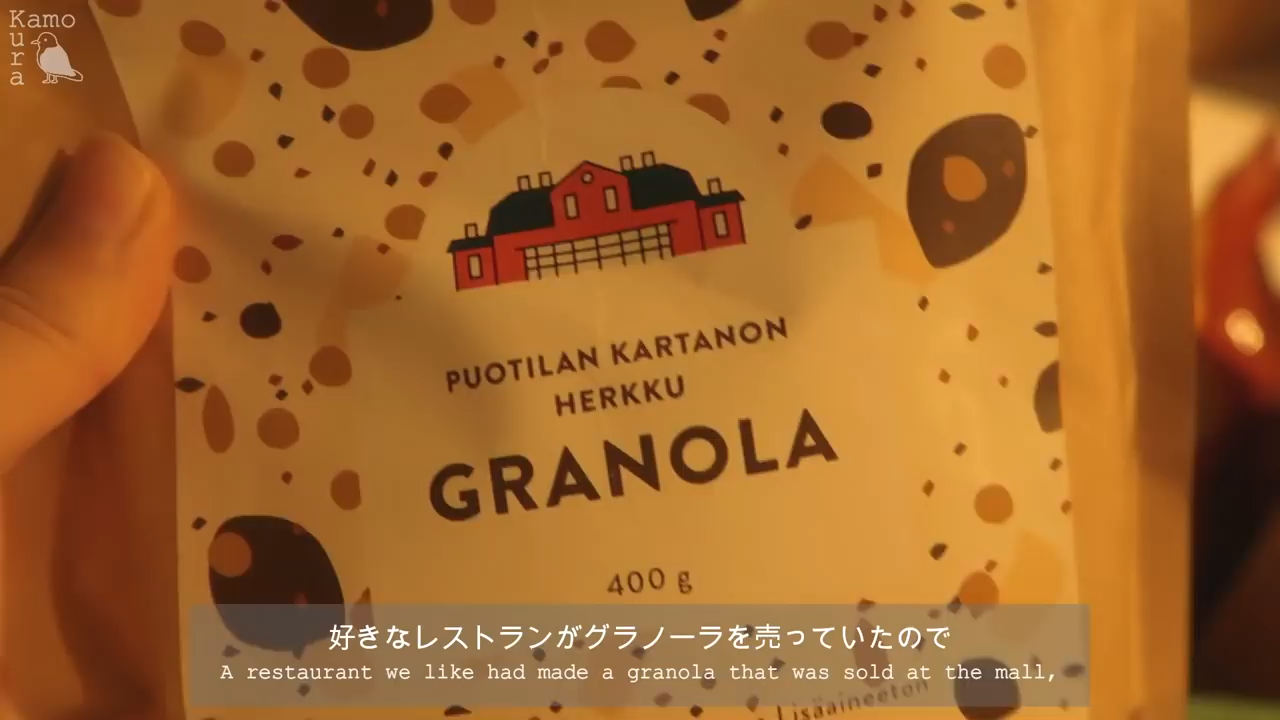 Kamo
u
r
a
PUOTILAN KARTANON
HERKKU
GRANOLA
400 g
好きなレストランがグラノーラを売っていたので
A restaurant we like had made a granola that was sold at the mall,
Lisäaineeton